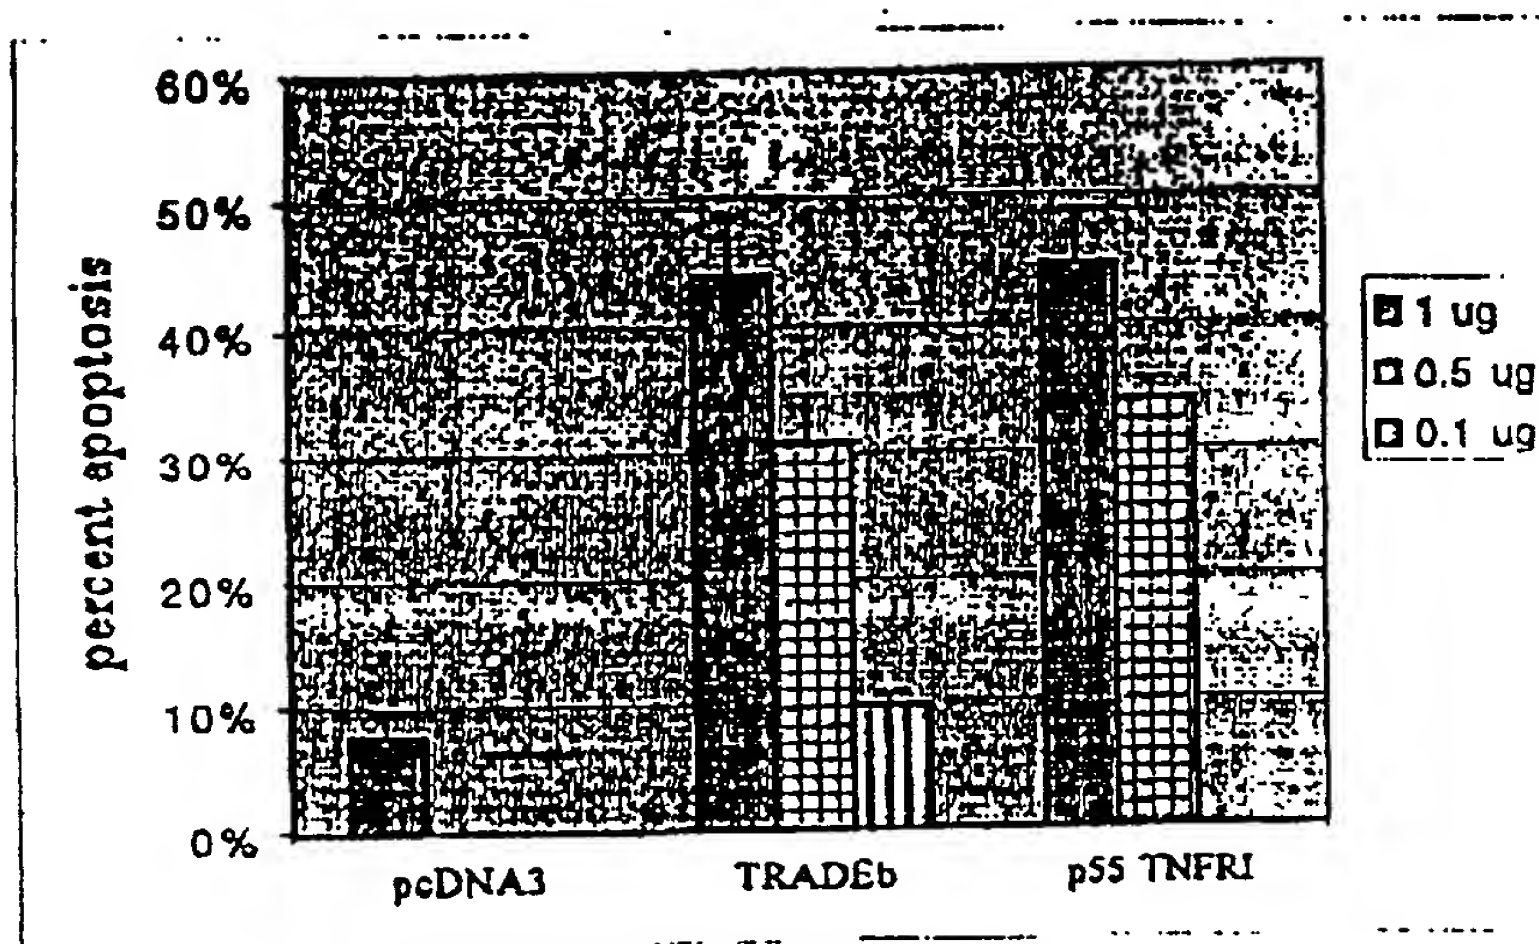 60%
50%
40%
30%
20%
10%
0%
percent apoptosis
pcDNA3
TRADEb
p55 TNFRI
1 ug
0.5 ug
0.1 ug